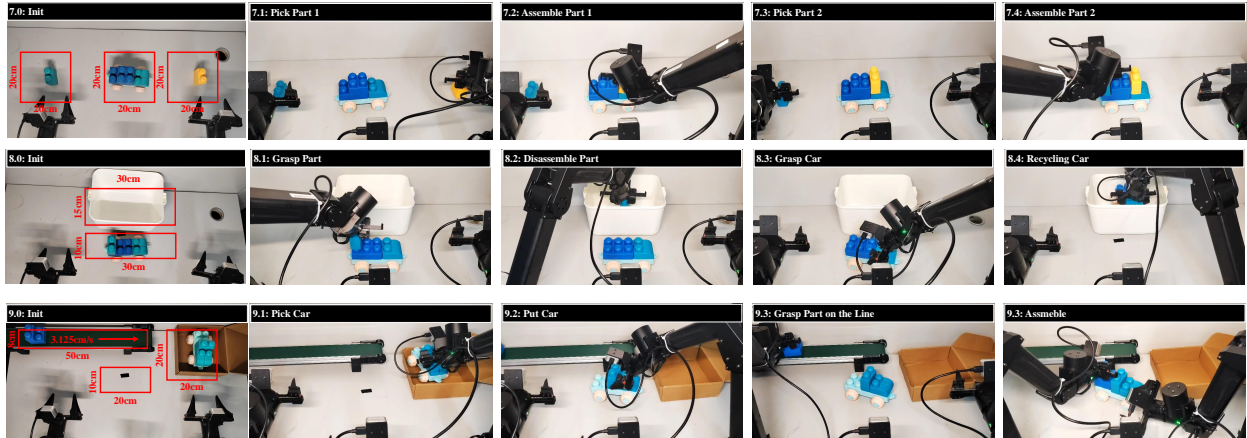 7.0: Init
7.1: Pick Part 1
7.2: Assemble Part 1
7.3: Pick Part 2
7.4: Assemble Part 2
20cm
20cm
20cm
20cm
20cm
20cm
8.0: Init
8.1: Grasp Part
8.2: Disassemble Part
8.3: Grasp Car
8.4: Recycling Car
30cm
15cm
10cm
30cm
9.0: Init
9.1: Pick Car
9.2: Put Car
9.3: Grasp Part on the Line
9.3: Assmeble
3.125cm/s
50cm
20cm
10cm
20cm
20cm